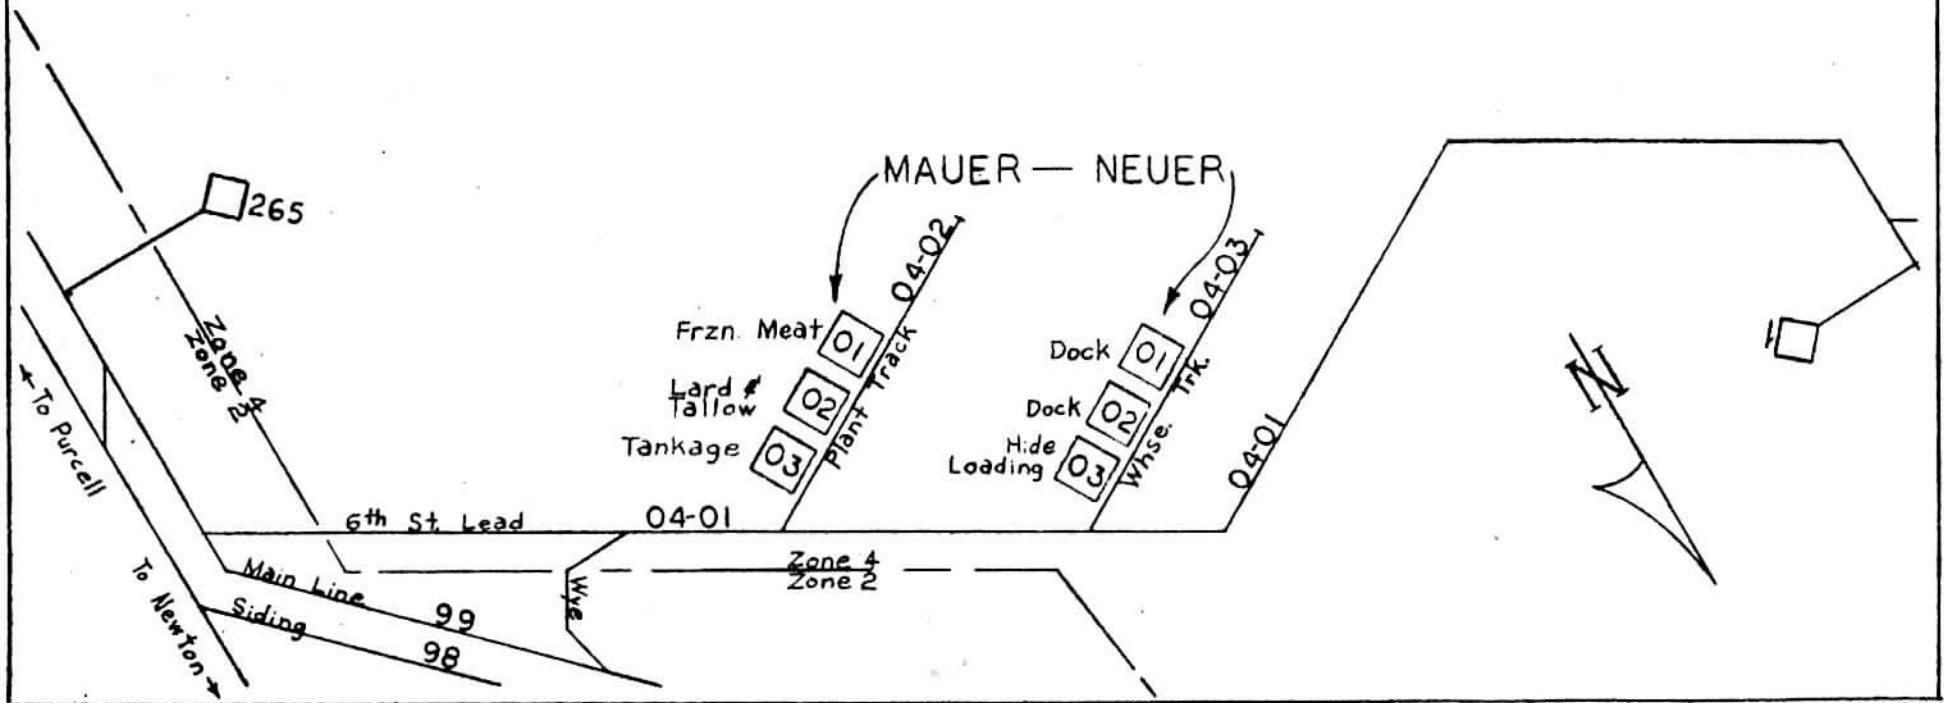 MAUER — NEUER
265
04-02
Frzn. Meat
01
Lard &
Tallow
02
Tankage
03
Plant Track
04-03
Dock
01
Dock
02
Hide
Loading
03
Whse. Trk.
04-01
1
N
Zone 4
Zone 2
To Purcell
To Newton
6th St. Lead
04-01
Zone 4
Zone 2
Wye
Main Line
99
Siding
98